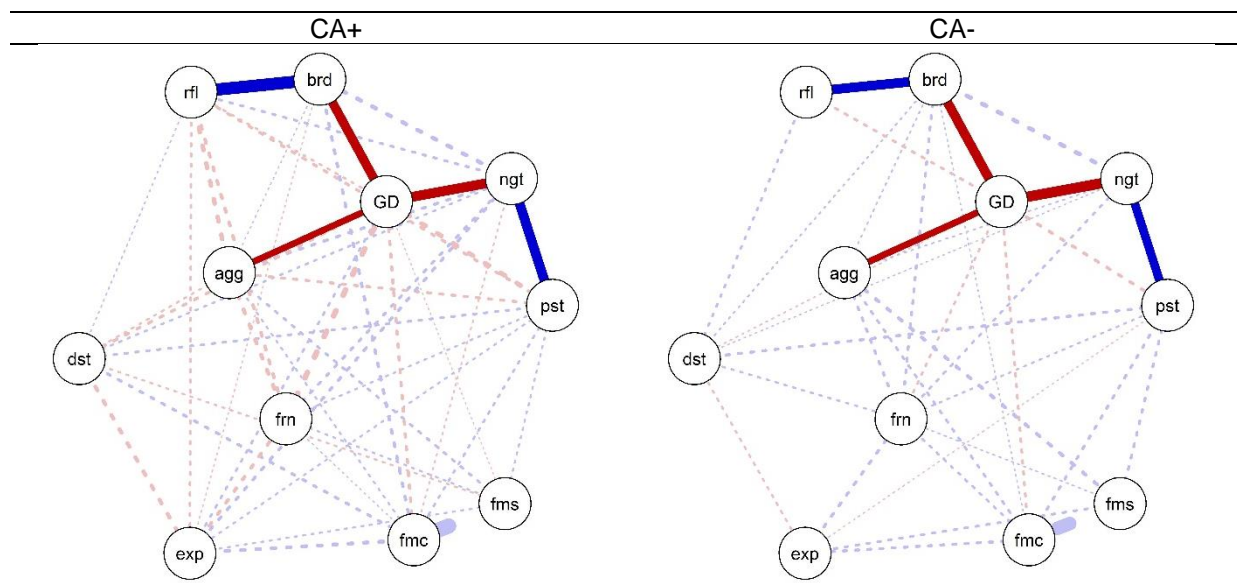 CA+ CA-
rfl brd rfl brd
ngt ngt
GD GD
agg agg
pst pst
dst dst
frn frn
fms fms
fmc fmc
exp exp